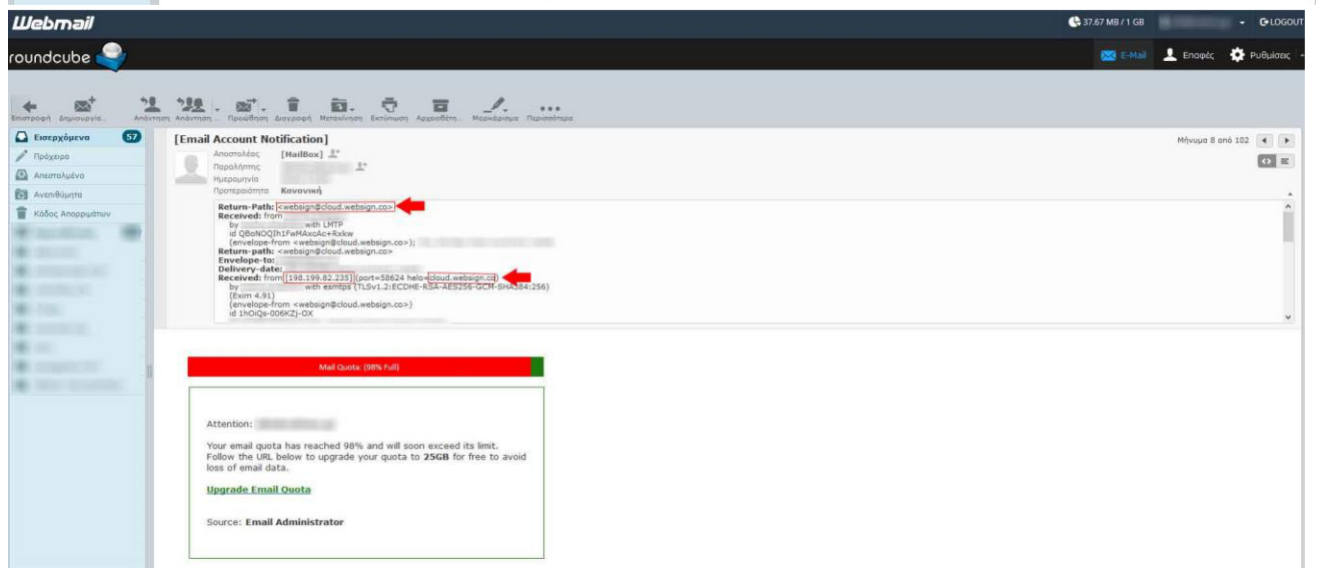 Webmail
37.67 MB / 1 GB
LOGOUT
roundcube
E-Mail
Επαφές
Ρυθμίσεις
Επιστροφή
Δημιουργία..
Απάντηση
Απάντηση ...
Προώθηση
Διαγραφή
Μετακίνηση
Εκτύπωση
Αρχειοθέτη..
Μαρκάρισμα
Περισσότερα
Εισερχόμενα 57
Πρόχειρα
Απεσταλμένα
Ανεπιθύμητα
Κάδος Απορριμάτων
[Email Account Notification]
Μήνυμα 8 από 102
Αποστολέας [MailBox]
Παραλήπτης
Ημερομηνία
Προτεραιότητα Κανονική
Return-Path: <websign@cloud.websign.co>
Received: from
by with LMTP
id QBoNOQIh1FwMAxcAc+Rxkw
(envelope-from <websign@cloud.websign.co>);
Return-path: <websign@cloud.websign.co>
Envelope-to:
Delivery-date:
Received: from [198.199.82.235] (port=58624 helo=cloud.websign.co)
by with esmtps (TLSv1.2:ECDHE-RSA-AES256-GCM-SHA384:256)
(Exim 4.91)
(envelope-from <websign@cloud.websign.co>)
id 1hOiQs-006KZj-OX
Mail Quota: (98% Full)
Attention:
Your email quota has reached 98% and will soon exceed its limit.
Follow the URL below to upgrade your quota to 25GB for free to avoid
loss of email data.
Upgrade Email Quota
Source: Email Administrator